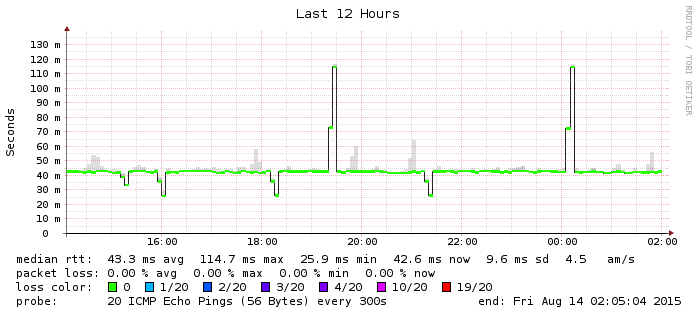 Last 12 Hours
RRDTOOL / TOBI OETIKER
Seconds
130 m
120 m
110 m
100 m
90 m
80 m
70 m
60 m
50 m
40 m
30 m
20 m
10 m
0
16:00 18:00 20:00 22:00 00:00 02:00
median rtt: 43.3 ms avg 114.7 ms max 25.9 ms min 42.6 ms now 9.6 ms sd 4.5 am/s
packet loss: 0.00 % avg 0.00 % max 0.00 % min 0.00 % now
loss color: 0 1/20 2/20 3/20 4/20 10/20 19/20
probe: 20 ICMP Echo Pings (56 Bytes) every 300s end: Fri Aug 14 02:05:04 2015